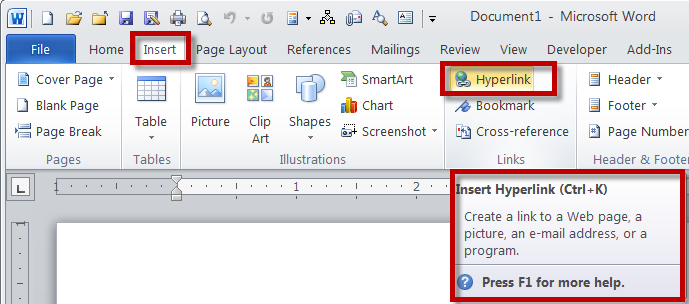 W Document1 - Microsoft Word
File Home Insert Page Layout References Mailings Review View Developer Add-Ins
Cover Page
Blank Page
Page Break
Pages
Table
Tables
Picture
Clip
Art
Shapes
SmartArt
Chart
Screenshot
Illustrations
Hyperlink
Bookmark
Cross-reference
Links
Header
Footer
Page Number
Header & Foote
L
1 1 2
Insert Hyperlink (Ctrl+K)
Create a link to a Web page, a
picture, an e-mail address, or a
program.
? Press F1 for more help.